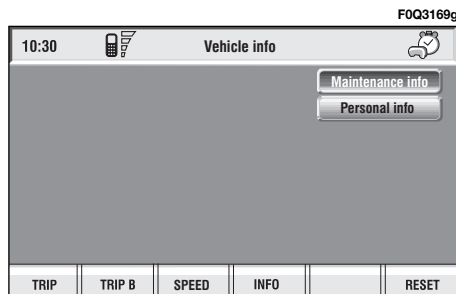 F0Q3169g
10:30 Vehicle info
Maintenance info
Personal info
TRIP TRIP B SPEED INFO RESET